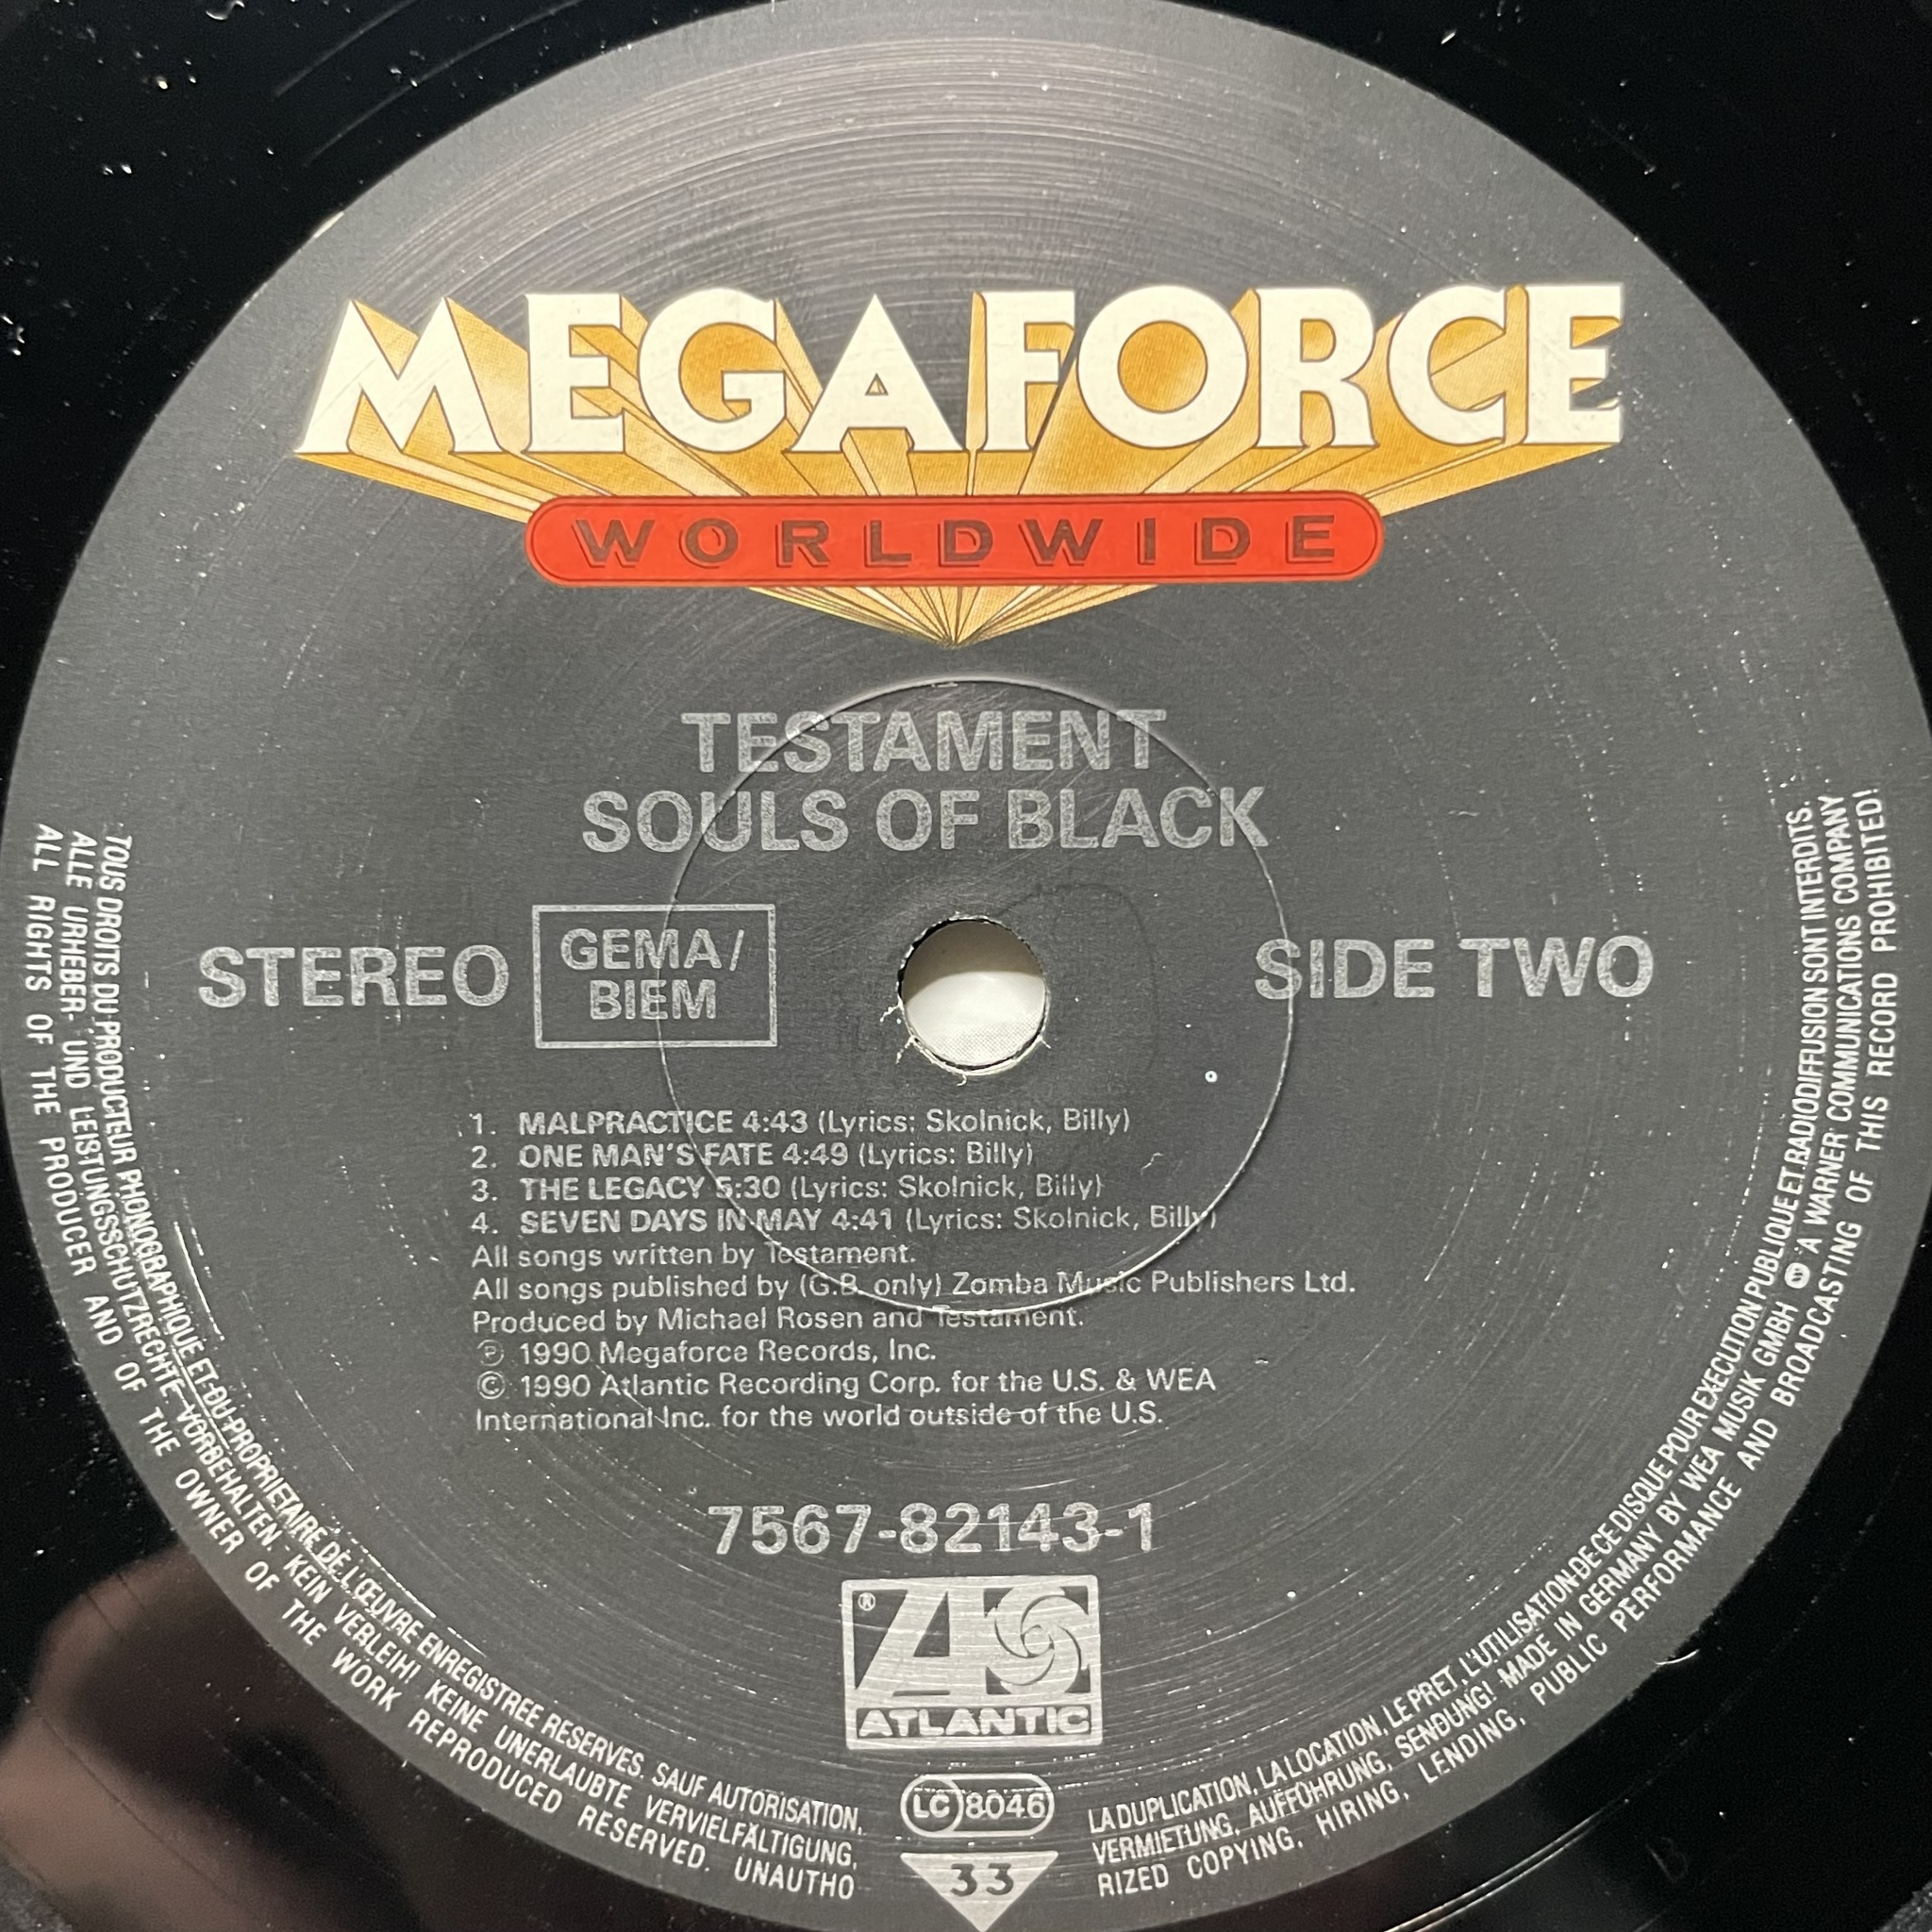 MEGAFORCE
WORLDWIDE
TESTAMENT
SOULS OF BLACK
STEREO
GEMA/
BIEM
SIDE TWO
1. MALPRACTICE 4:43 (Lyrics: Skolnick, Billy)
2. ONE MAN'S FATE 4:49 (Lyrics: Billy)
3. THE LEGACY 5:30 (Lyrics: Skolnick, Billy)
4. SEVEN DAYS IN MAY 4:41 (Lyrics: Skolnick, Billy)
All songs written by Testament.
All songs published by (G.B. only) Zomba Music Publishers Ltd.
Produced by Michael Rosen and Testament.
℗ 1990 Megaforce Records, Inc.
© 1990 Atlantic Recording Corp. for the U.S. & WEA
International Inc. for the world outside of the U.S.
7567-82143-1
®
ATLANTIC
LC 8046
33
TOUS DROITS DU PRODUCTEUR PHONOGRAPHIQUE ET DU PROPRIETAIRE DE L'ŒUVRE ENREGISTREE RESERVES. SAUF AUTORISATION, LA DUPLICATION, LA LOCATION, LE PRET, L'UTILISATION DE CE DISQUE POUR EXECUTION PUBLIQUE ET RADIODIFFUSION SONT INTERDITS.
ALLE URHEBER- UND LEISTUNGSSCHUTZRECHTE VORBEHALTEN. KEIN VERLEIH! KEINE UNERLAUBTE VERVIELFÄLTIGUNG, VERMIETUNG, AUFFÜHRUNG, SENDUNG! MADE IN GERMANY BY WEA MUSIK GMBH A WARNER COMMUNICATIONS COMPANY
ALL RIGHTS OF THE PRODUCER AND OF THE OWNER OF THE WORK REPRODUCED RESERVED. UNAUTHORIZED COPYING, HIRING, LENDING, PUBLIC PERFORMANCE AND BROADCASTING OF THIS RECORD PROHIBITED!